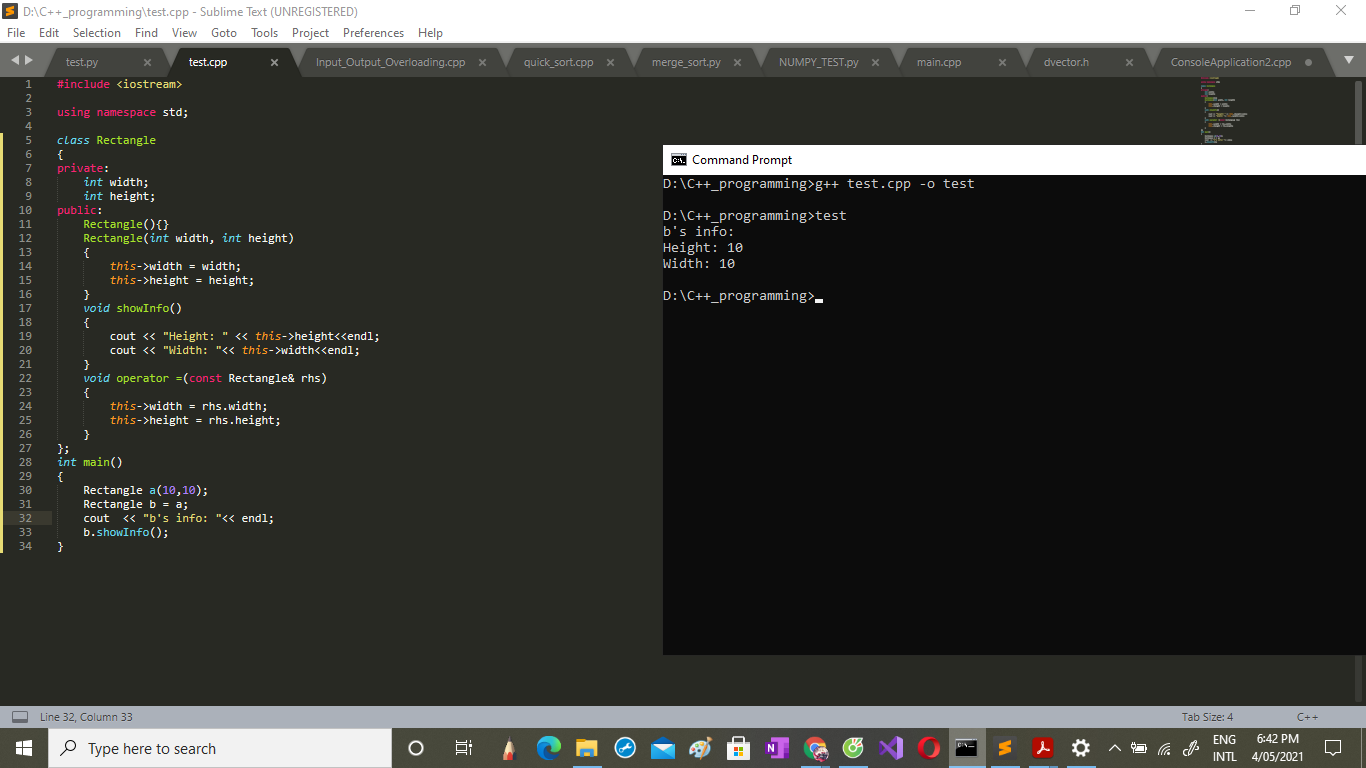 D:\C++_programming\test.cpp - Sublime Text (UNREGISTERED)
File Edit Selection Find View Goto Tools Project Preferences Help
test.py test.cpp Input_Output_Overloading.cpp quick_sort.cpp merge_sort.py NUMPY_TEST.py main.cpp dvector.h ConsoleApplication2.cpp
1 #include <iostream>
2
3 using namespace std;
4
5 class Rectangle
6 {
7 private:
8     int width;
9     int height;
10 public:
11     Rectangle(){}
12     Rectangle(int width, int height)
13     {
14         this->width = width;
15         this->height = height;
16     }
17     void showInfo()
18     {
19         cout << "Height: " << this->height<<endl;
20         cout << "Width: "<< this->width<<endl;
21     }
22     void operator =(const Rectangle& rhs)
23     {
24         this->width = rhs.width;
25         this->height = rhs.height;
26     }
27 };
28 int main()
29 {
30     Rectangle a(10,10);
31     Rectangle b = a;
32     cout  << "b's info: "<< endl;
33     b.showInfo();
34 }
Command Prompt
D:\C++_programming>g++ test.cpp -o test
D:\C++_programming>test
b's info:
Height: 10
Width: 10
D:\C++_programming>
Line 32, Column 33 Tab Size: 4 C++
Type here to search
ENG
INTL
6:42 PM
4/05/2021